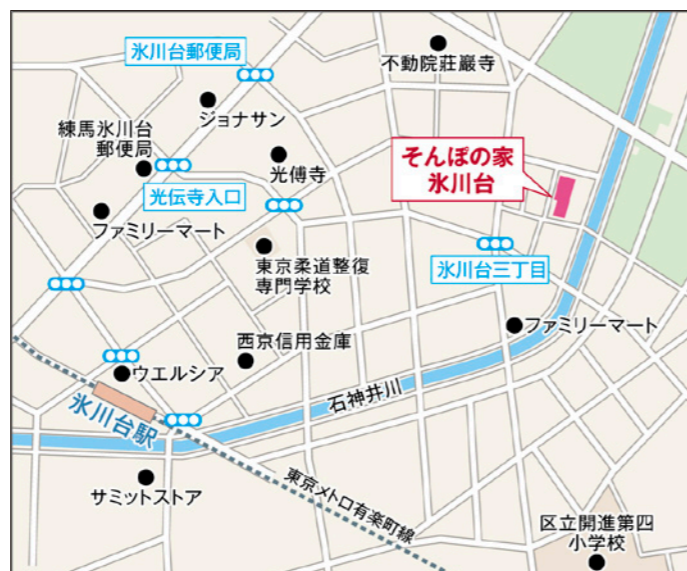 氷川台郵便局
不動院荘巌寺
ジョナサン
練馬氷川台
郵便局
光傅寺
そんぽの家
氷川台
光伝寺入口
ファミリーマート
東京柔道整復
専門学校
氷川台三丁目
ファミリーマート
西京信用金庫
ウエルシア
氷川台駅
石神井川
サミットストア
東京メトロ有楽町線
区立開進第四
小学校